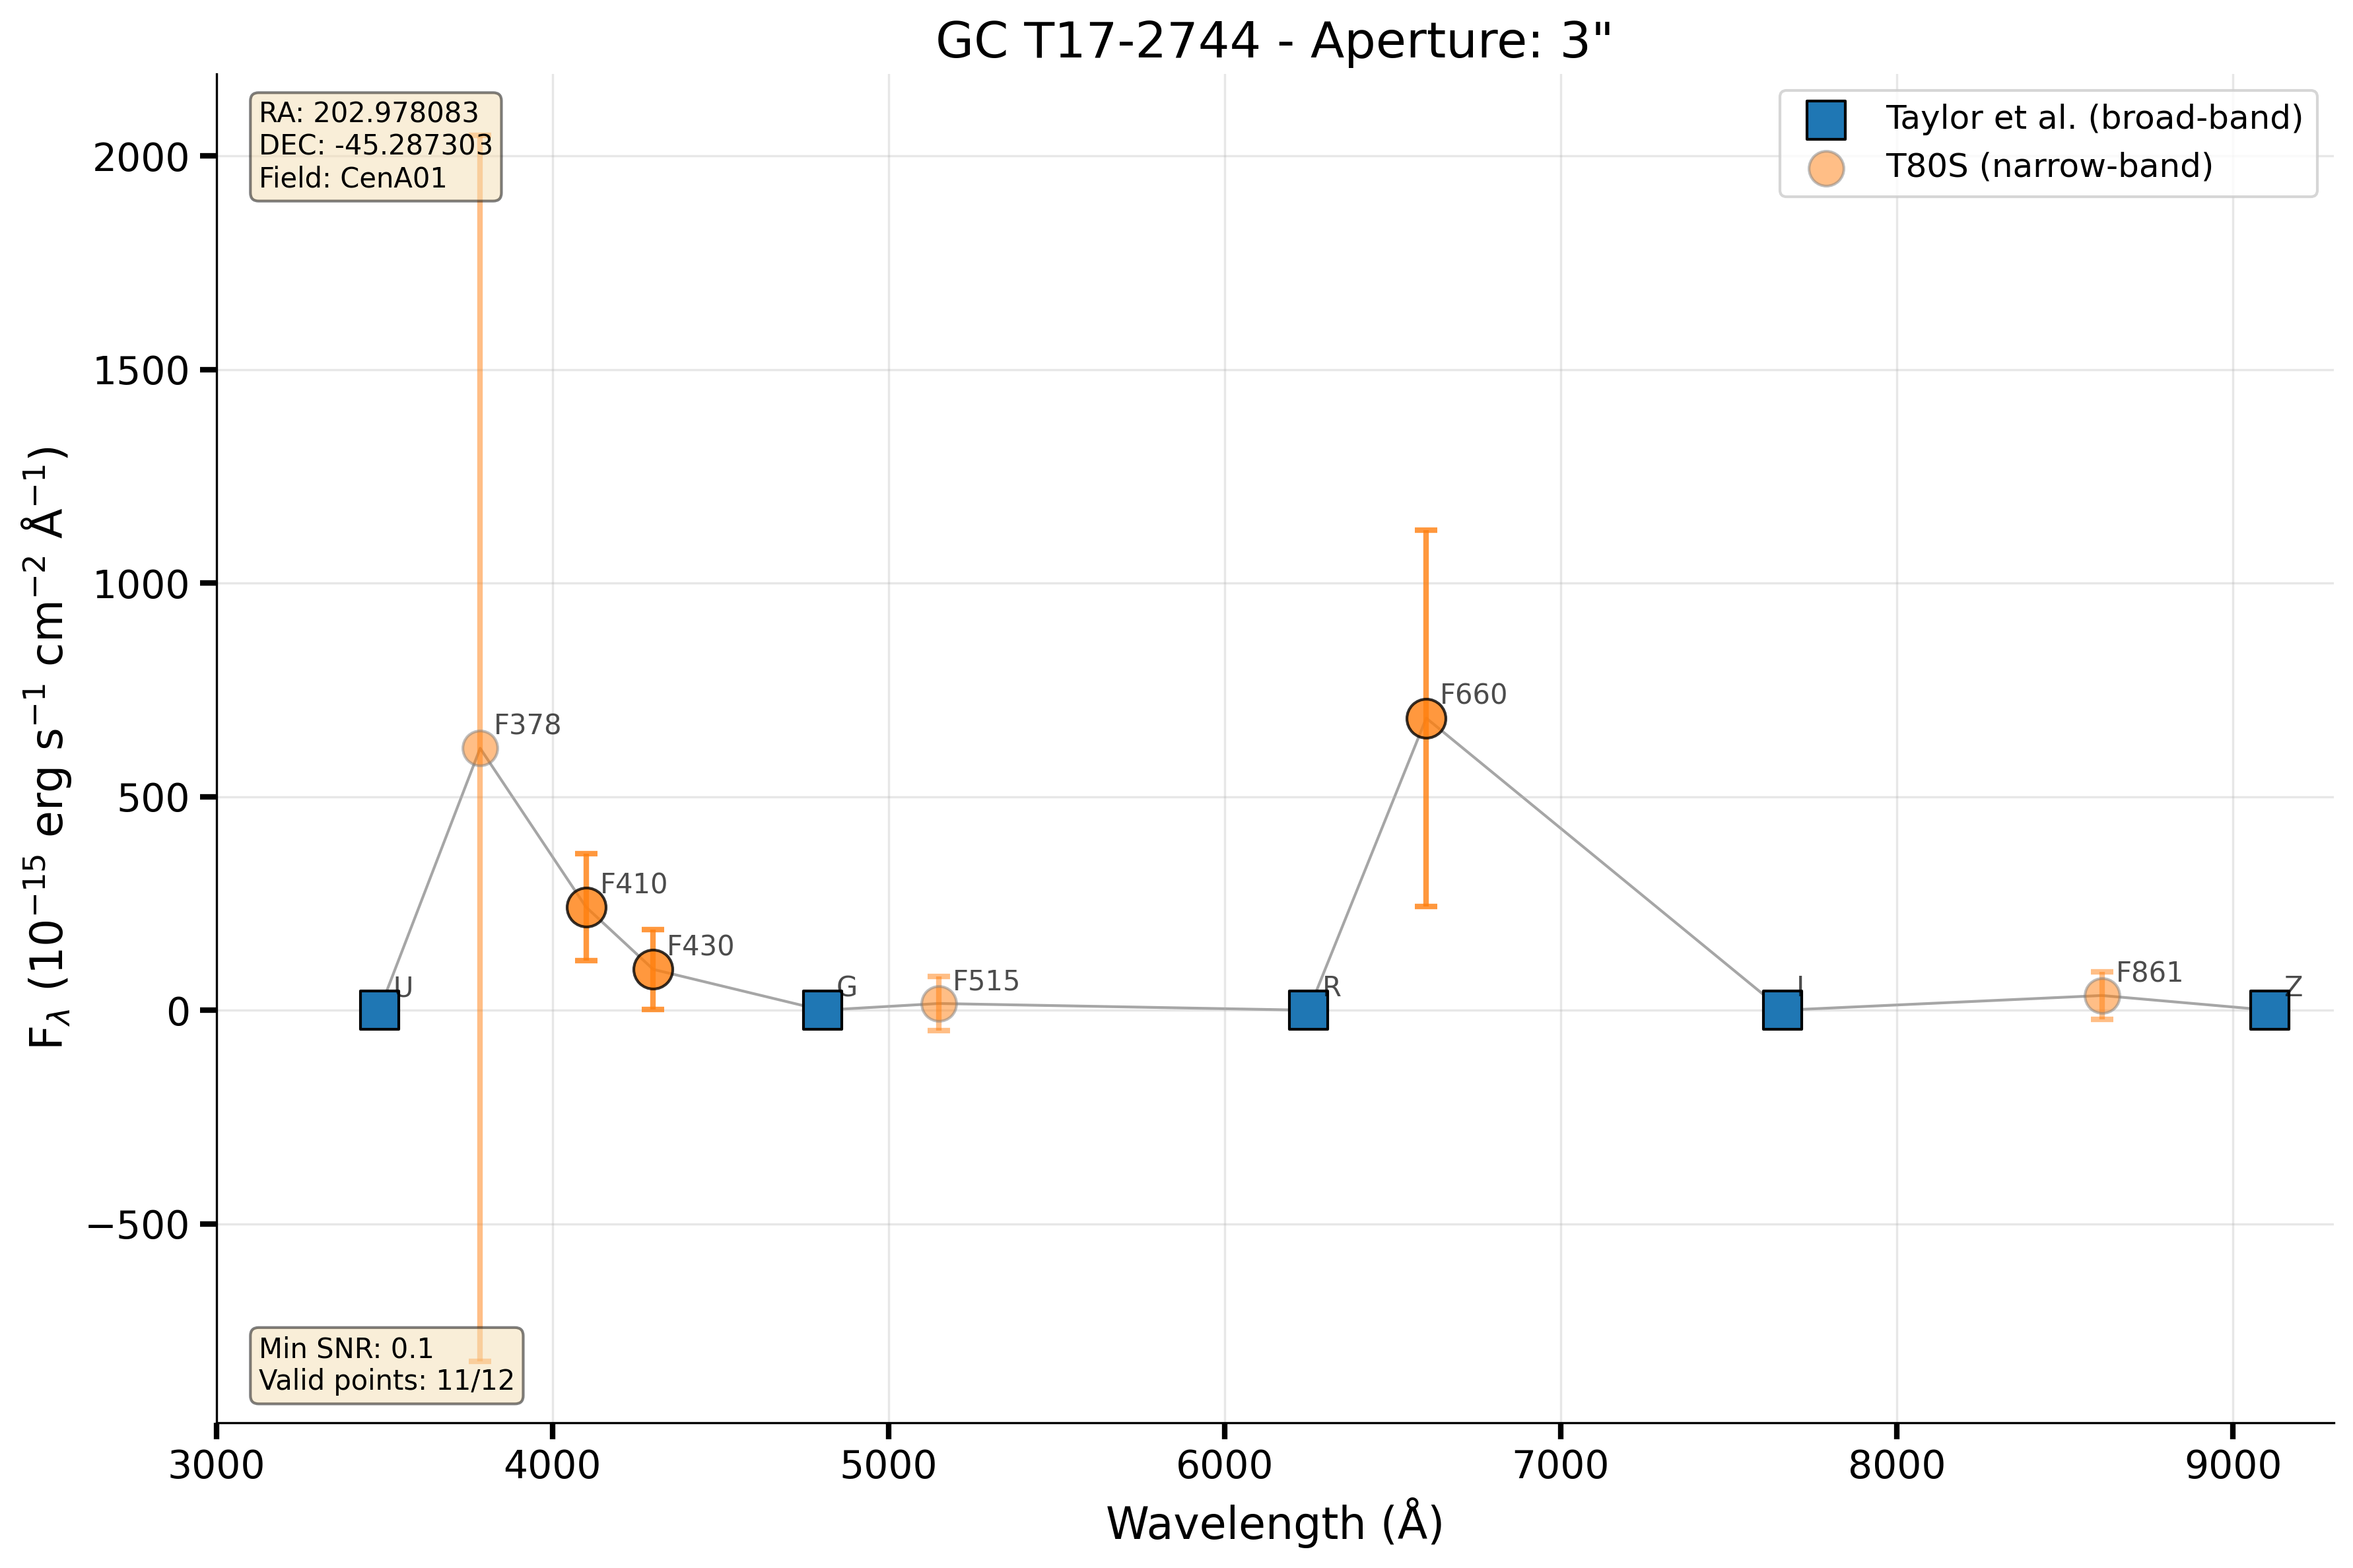 GC T17-2744 - Aperture: 3"
RA: 202.978083
DEC: -45.287303
Field: CenA01
Taylor et al. (broad-band)
T80S (narrow-band)
2000
1500
1000
500
0
−500
F_λ (10⁻¹⁵ erg s⁻¹ cm⁻² Å⁻¹)
F378
F660
F410
F430
F515
F861
U
G
R
I
Z
Min SNR: 0.1
Valid points: 11/12
3000
4000
5000
6000
7000
8000
9000
Wavelength (Å)